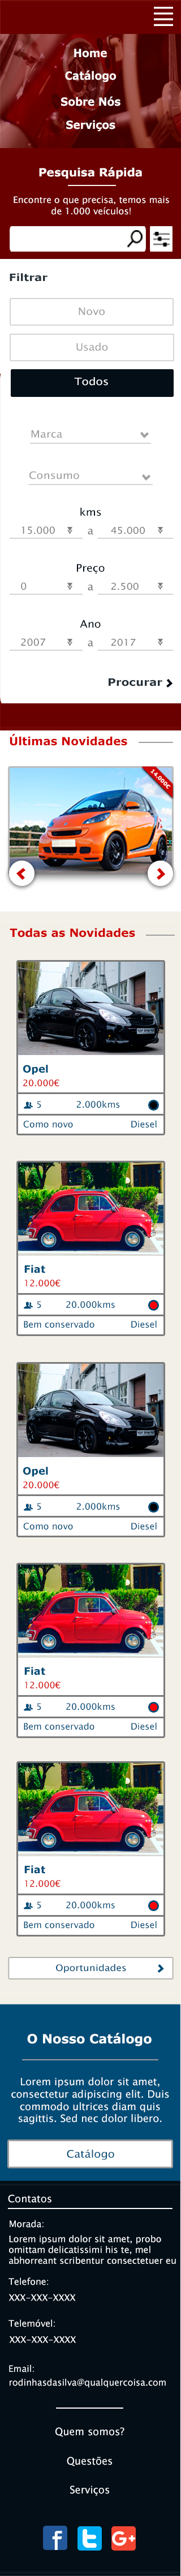 Home
Catálogo
Sobre Nós
Serviços
Pesquisa Rápida
Encontre o que precisa, temos mais
de 1.000 veículos!
Filtrar
Novo
Usado
Todos
Marca
Consumo
kms
15.000 a 45.000
Preço
0 a 2.500
Ano
2007 a 2017
Procurar
Últimas Novidades
14.000€
Todas as Novidades
Opel
20.000€
5 2.000kms
Como novo Diesel
Fiat
12.000€
5 20.000kms
Bem conservado Diesel
Opel
20.000€
5 2.000kms
Como novo Diesel
Fiat
12.000€
5 20.000kms
Bem conservado Diesel
Fiat
12.000€
5 20.000kms
Bem conservado Diesel
Oportunidades
O Nosso Catálogo
Lorem ipsum dolor sit amet,
consectetur adipiscing elit. Duis
commodo ultrices diam quis
sagittis. Sed nec dolor libero.
Catálogo
Contatos
Morada:
Lorem ipsum dolor sit amet, probo
omittam delicatissimi his te, mel
abhorreant scribentur consectetuer eu
Telefone:
XXX-XXX-XXXX
Telemóvel:
XXX-XXX-XXXX
Email:
rodinhasdasilva@qualquercoisa.com
Quem somos?
Questões
Serviços